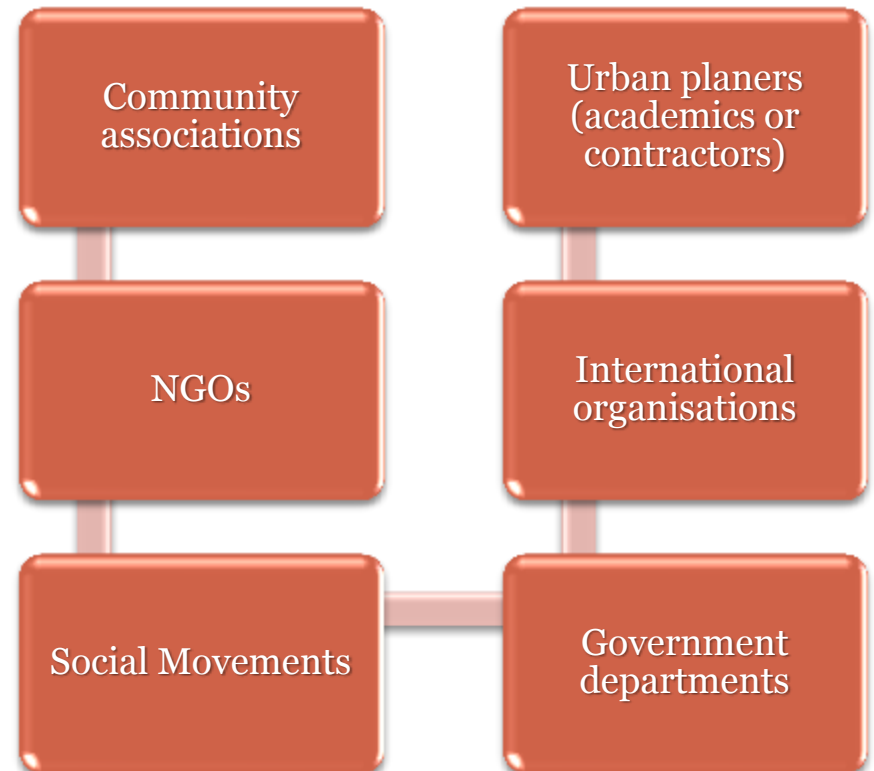 Community
associations
NGOs
Social Movements
Government
departments
International
organisations
Urban planers
(academics or
contractors)